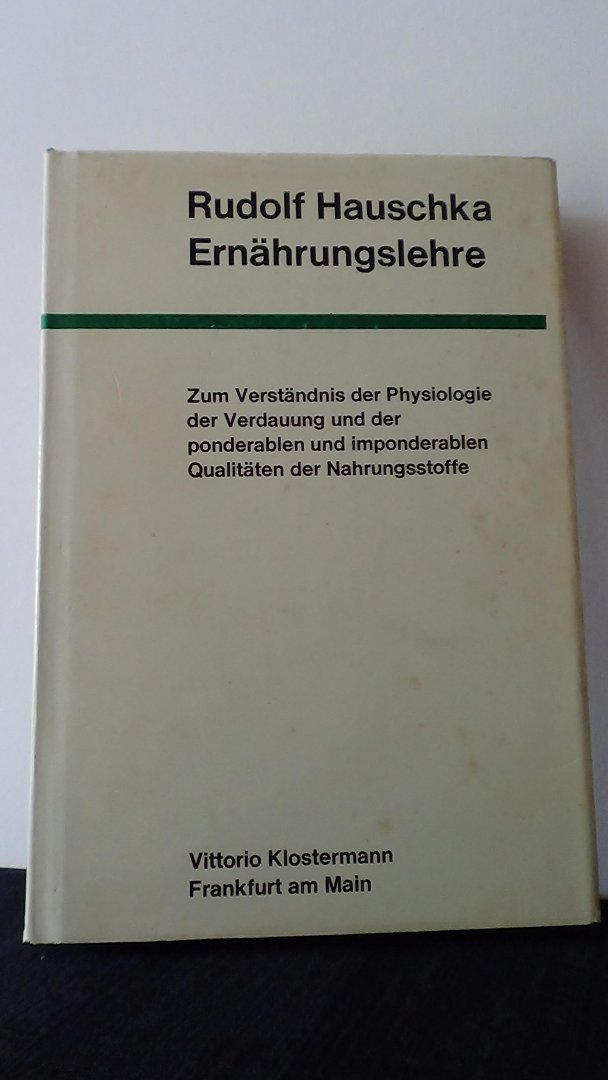 Rudolf Hauschka
Ernährungslehre
Zum Verständnis der Physiologie
der Verdauung und der
ponderablen und imponderablen
Qualitäten der Nahrungsstoffe
Vittorio Klostermann
Frankfurt am Main